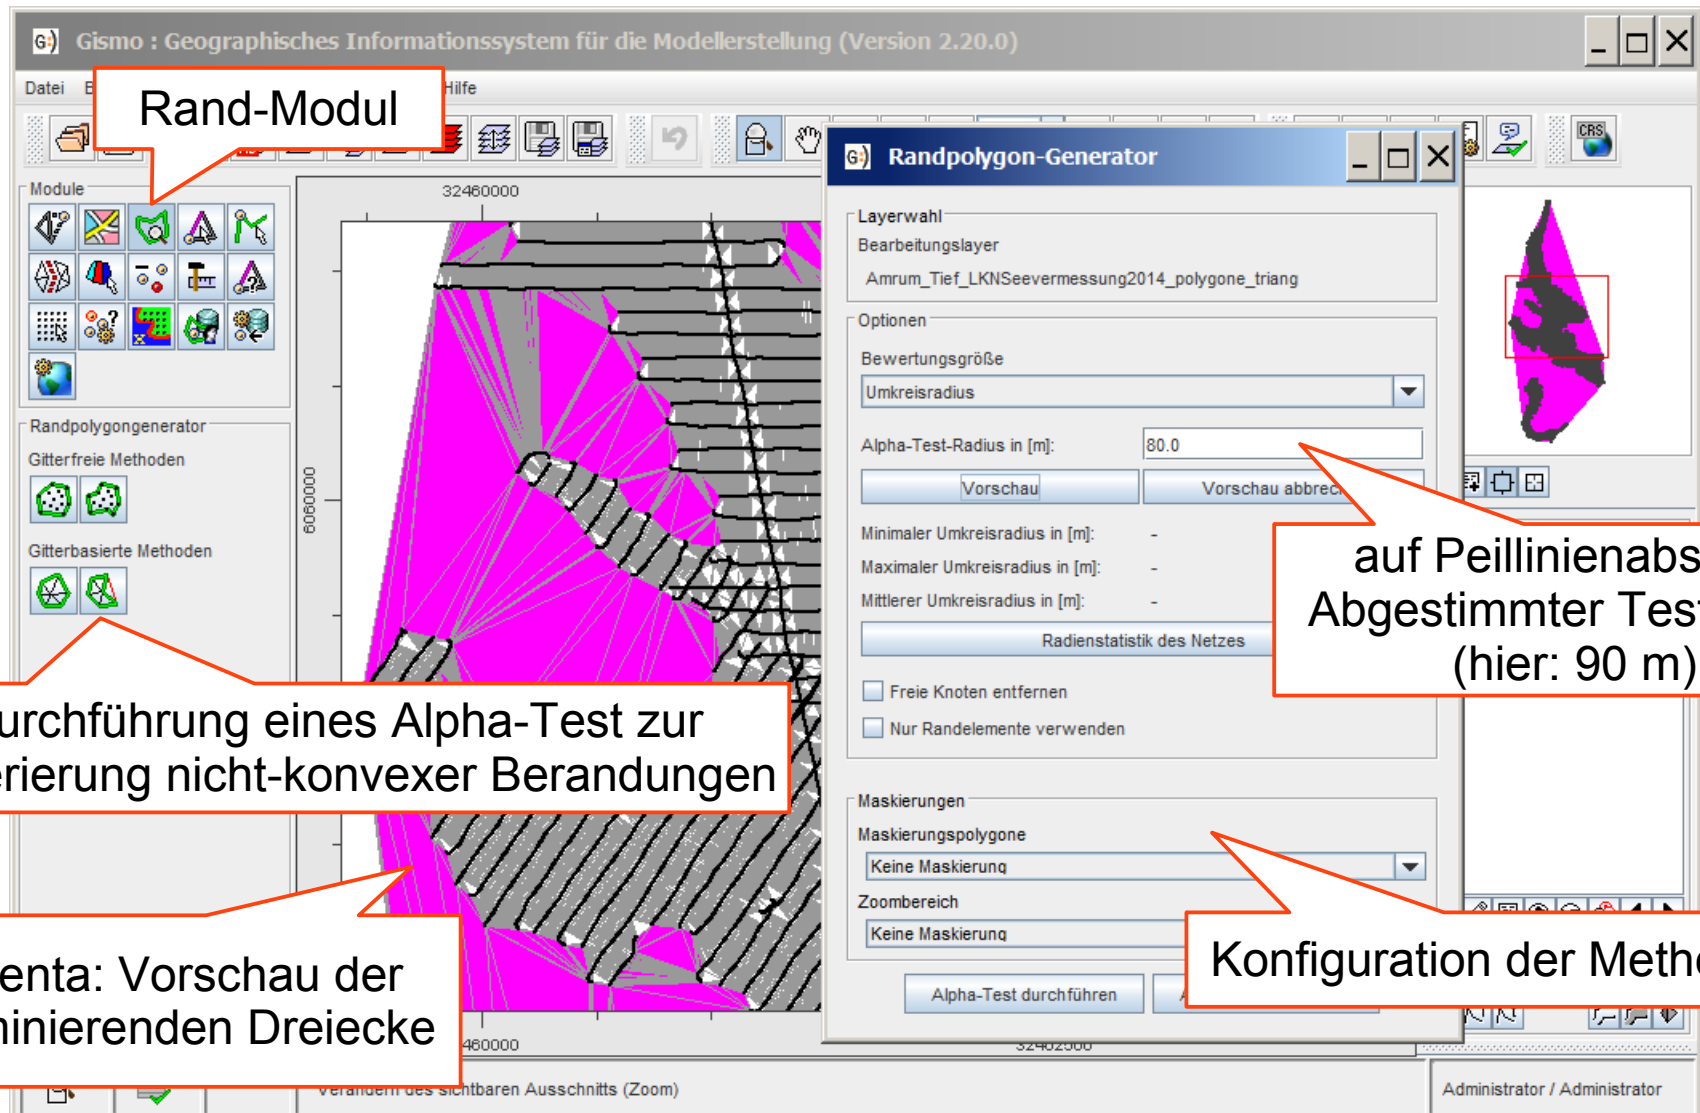 Gismo : Geographisches Informationssystem für die Modellerstellung (Version 2.20.0)
Datei
Hilfe
Rand-Modul
CRS
Module
Randpolygongenerator
Gitterfreie Methoden
Gitterbasierte Methoden
32460000
6060000
Randpolygon-Generator
Layerwahl
Bearbeitungslayer
Amrum_Tief_LKNSeevermessung2014_polygone_triang
Optionen
Bewertungsgröße
Umkreisradius
Alpha-Test-Radius in [m]: 80.0
Vorschau
Vorschau abbrec
Minimaler Umkreisradius in [m]: -
Maximaler Umkreisradius in [m]: -
Mittlerer Umkreisradius in [m]: -
Radienstatistik des Netzes
Freie Knoten entfernen
Nur Randelemente verwenden
Maskierungen
Maskierungspolygone
Keine Maskierung
Zoombereich
Keine Maskierung
Alpha-Test durchführen
auf Peillinienabs
Abgestimmter Tes
(hier: 90 m)
urchführung eines Alpha-Test zur
erierung nicht-konvexer Berandungen
enta: Vorschau der
minierenden Dreiecke
Konfiguration der Meth
460000
32462500
Verändern des sichtbaren Ausschnitts (Zoom)
Administrator / Administrator